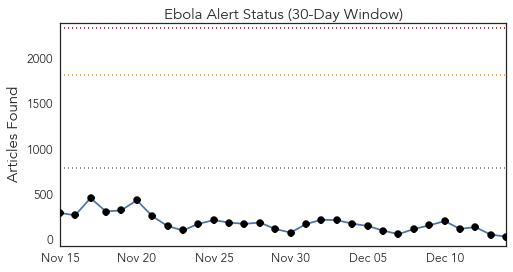 Ebola Alert Status (30-Day Window)
Articles Found
2000
1500
1000
500
0
Nov 15
Nov 20
Nov 25
Nov 30
Dec 05
Dec 10